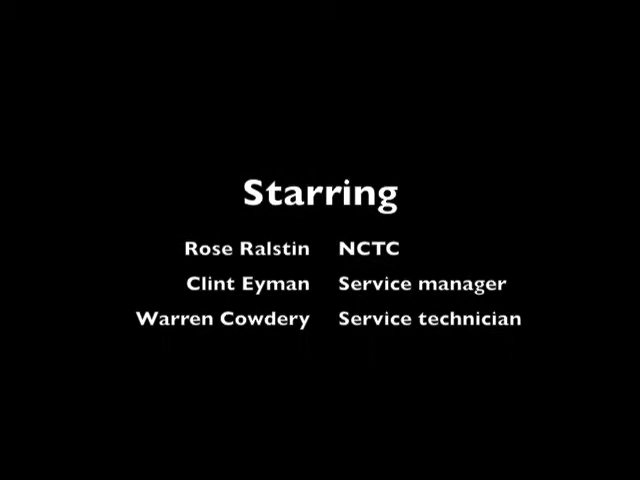 Starring
Rose Ralstin NCTC
Clint Eyman Service manager
Warren Cowdery Service technician